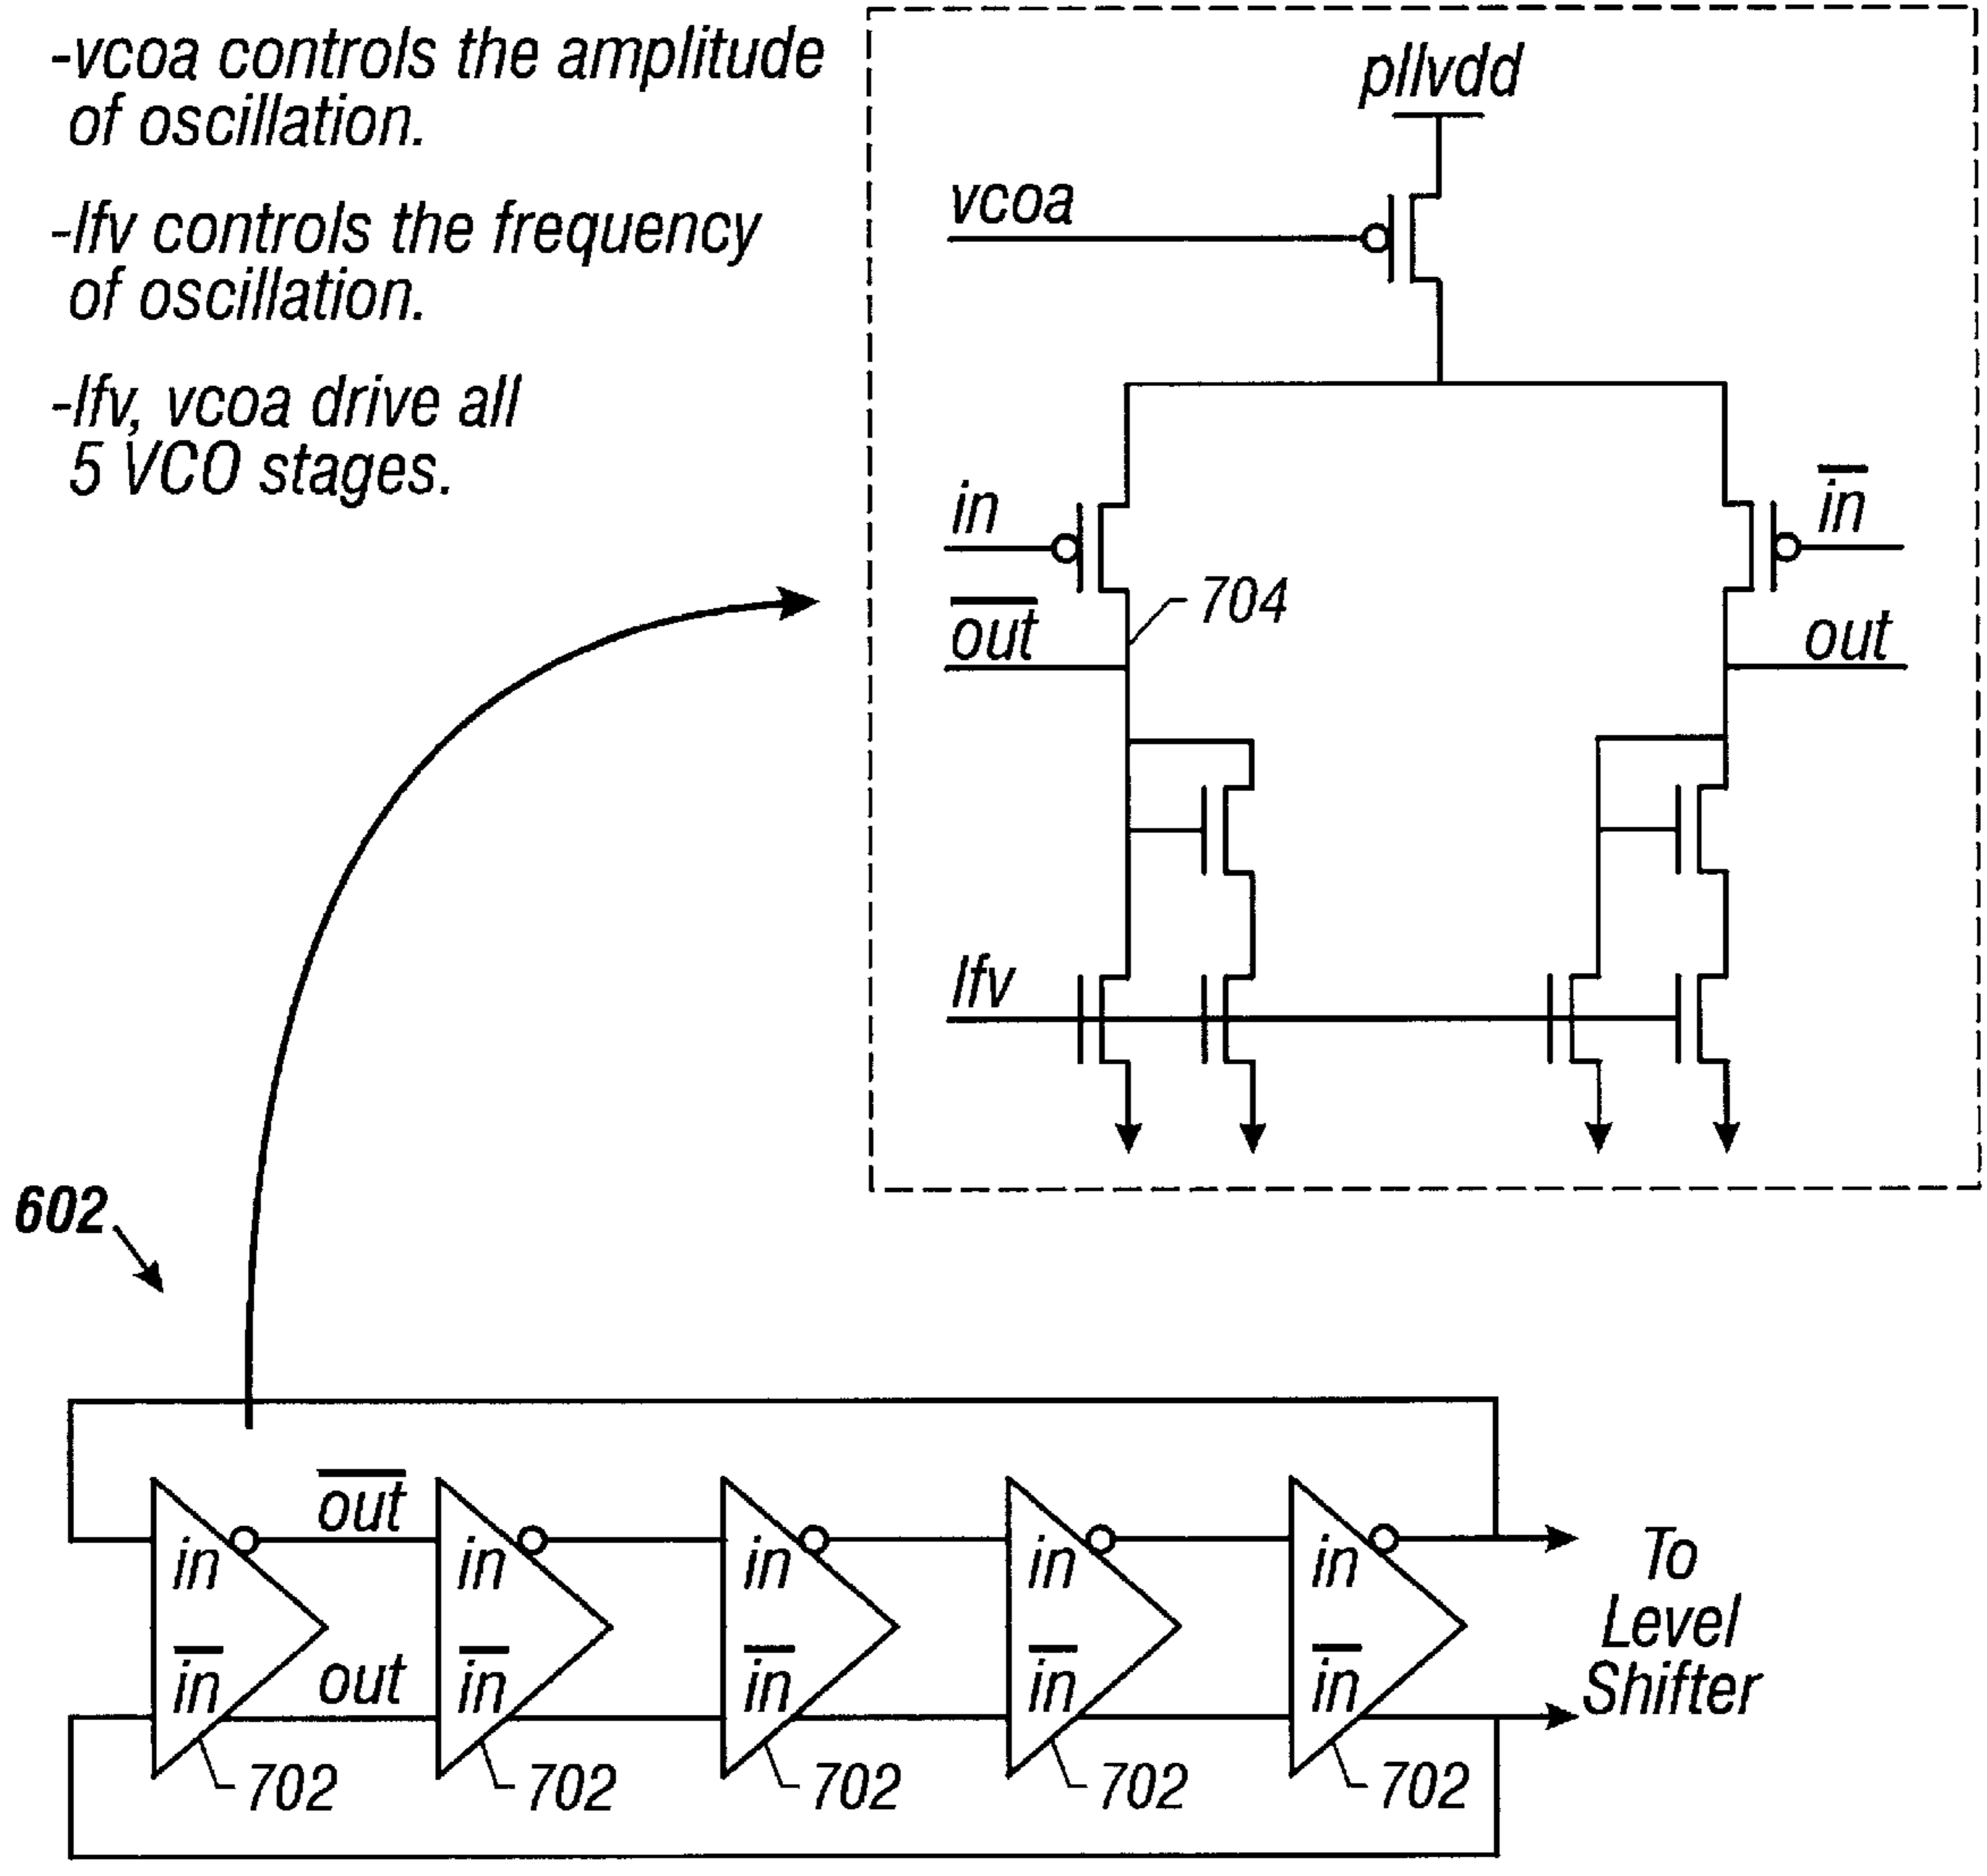 -vcoa controls the amplitude
of oscillation.
-lfv controls the frequency
of oscillation.
-lfv, vcoa drive all
5 VCO stages.
pllvdd
vcoa
in
in
704
out
out
lfv
602
out
in
in
in
in
in
To
Level
Shifter
in
out
in
in
in
in
702
702
702
702
702